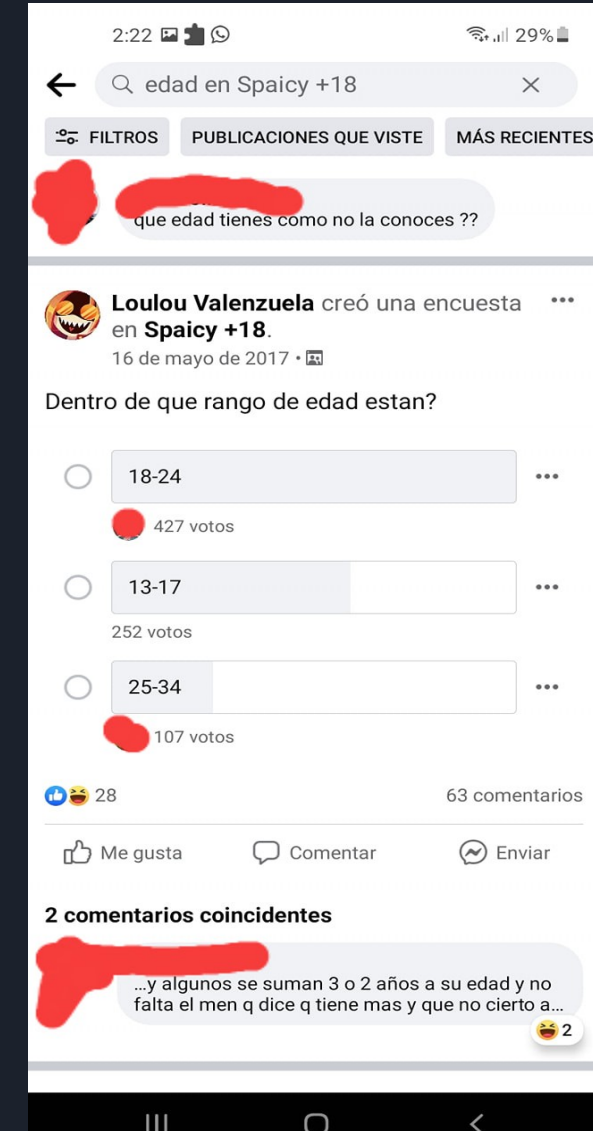 2:22
29%
edad en Spaicy +18
FILTROS
PUBLICACIONES QUE VISTE
MÁS RECIENTES
que edad tienes como no la conoces ??
Loulou Valenzuela creó una encuesta
en Spaicy +18.
16 de mayo de 2017 •
Dentro de que rango de edad estan?
18-24
427 votos
13-17
252 votos
25-34
107 votos
28
63 comentarios
Me gusta
Comentar
Enviar
2 comentarios coincidentes
...y algunos se suman 3 o 2 años a su edad y no
falta el men q dice q tiene mas y que no cierto a...
2